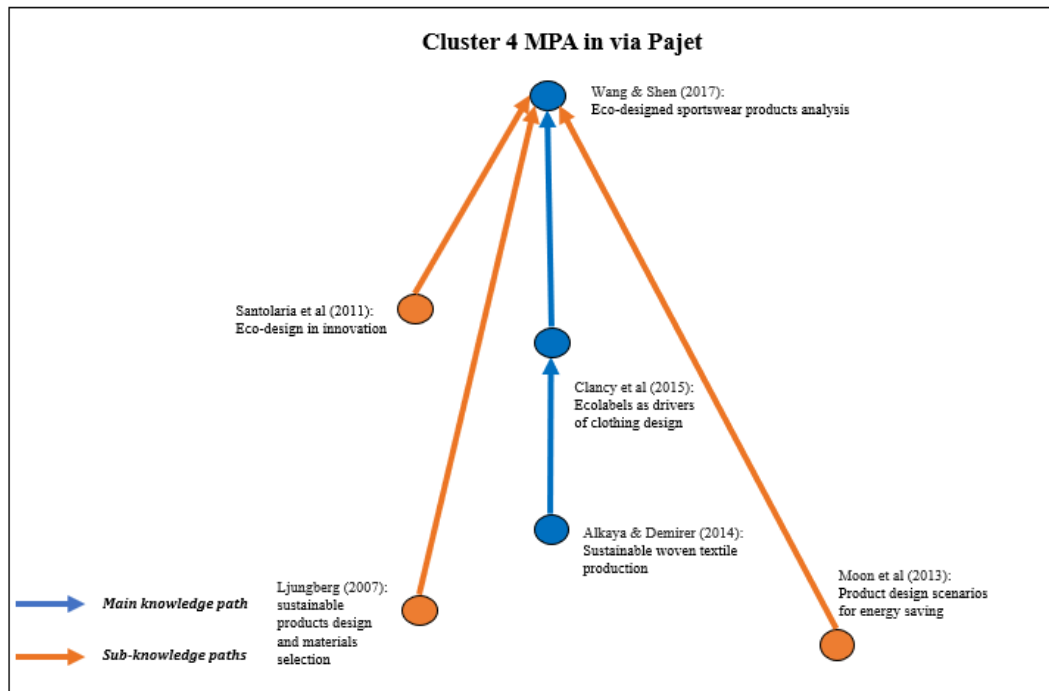 Cluster 4 MPA in via Pajet
Wang & Shen (2017):
Eco-designed sportswear products analysis
Santolaria et al (2011):
Eco-design in innovation
Clancy et al (2015):
Ecolabels as drivers
of clothing design
Alkaya & Demirer (2014):
Sustainable woven textile
production
Ljungberg (2007):
sustainable
products design
and materials
selection
Moon et al (2013):
Product design scenarios
for energy saving
Main knowledge path
Sub-knowledge paths